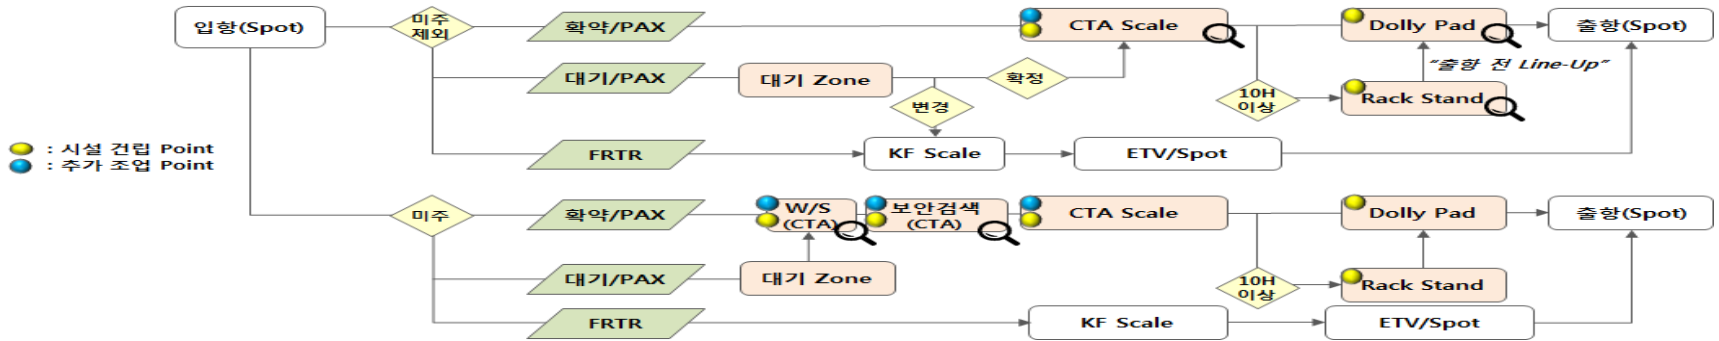 입항(Spot)
미주
제외
확약/PAX
CTA Scale
Dolly Pad
출항(Spot)
“출항 전 Line-Up”
대기/PAX
대기 Zone
확정
변경
10H
이상
Rack Stand
FRTR
KF Scale
ETV/Spot
: 시설 건립 Point
: 추가 조업 Point
미주
확약/PAX
W/S
(CTA)
보안검색
(CTA)
CTA Scale
Dolly Pad
출항(Spot)
대기/PAX
대기 Zone
10H
이상
Rack Stand
FRTR
KF Scale
ETV/Spot